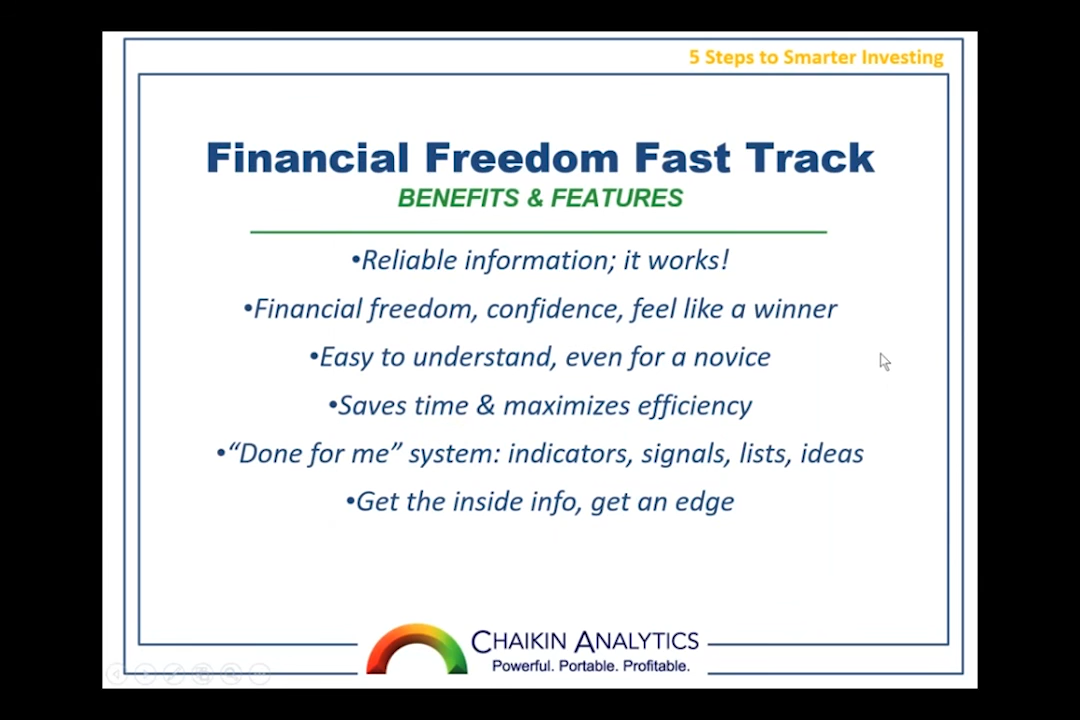 5 Steps to Smarter Investing
Financial Freedom Fast Track
BENEFITS & FEATURES
•Reliable information; it works!
•Financial freedom, confidence, feel like a winner
•Easy to understand, even for a novice
•Saves time & maximizes efficiency
•“Done for me” system: indicators, signals, lists, ideas
•Get the inside info, get an edge
CHAIKIN ANALYTICS
Powerful. Portable. Profitable.